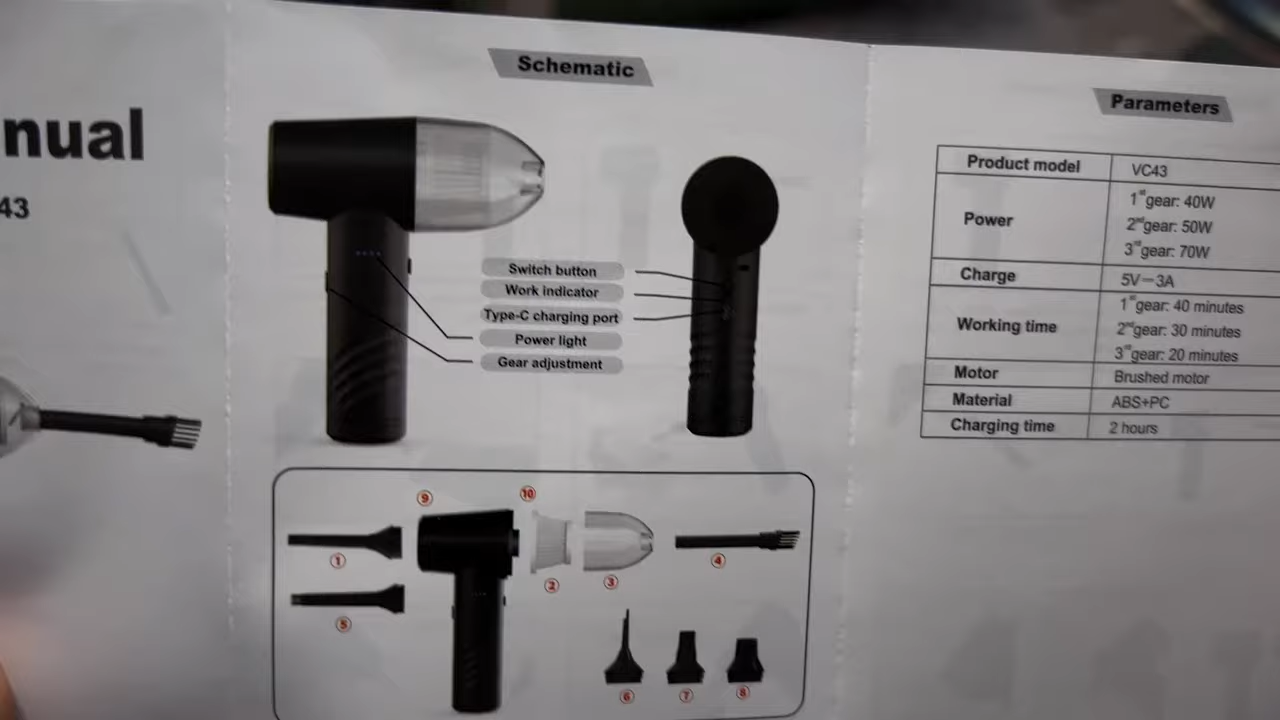 nual
43
Schematic
Switch button
Work indicator
Type-C charging port
Power light
Gear adjustment
9
10
1
2
3
4
5
6
7
8
Parameters
Product model VC43
Power 1st gear: 40W
2nd gear: 50W
3rd gear: 70W
Charge 5V⎓3A
Working time 1st gear: 40 minutes
2nd gear: 30 minutes
3rd gear: 20 minutes
Motor Brushed motor
Material ABS+PC
Charging time 2 hours